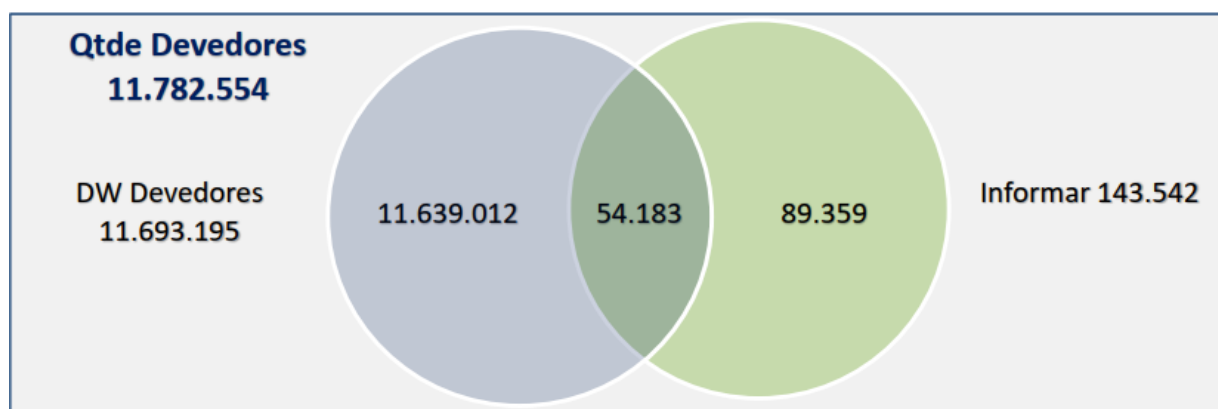 Qtde Devedores
11.782.554
DW Devedores
11.693.195
11.639.012
54.183
89.359
Informar 143.542